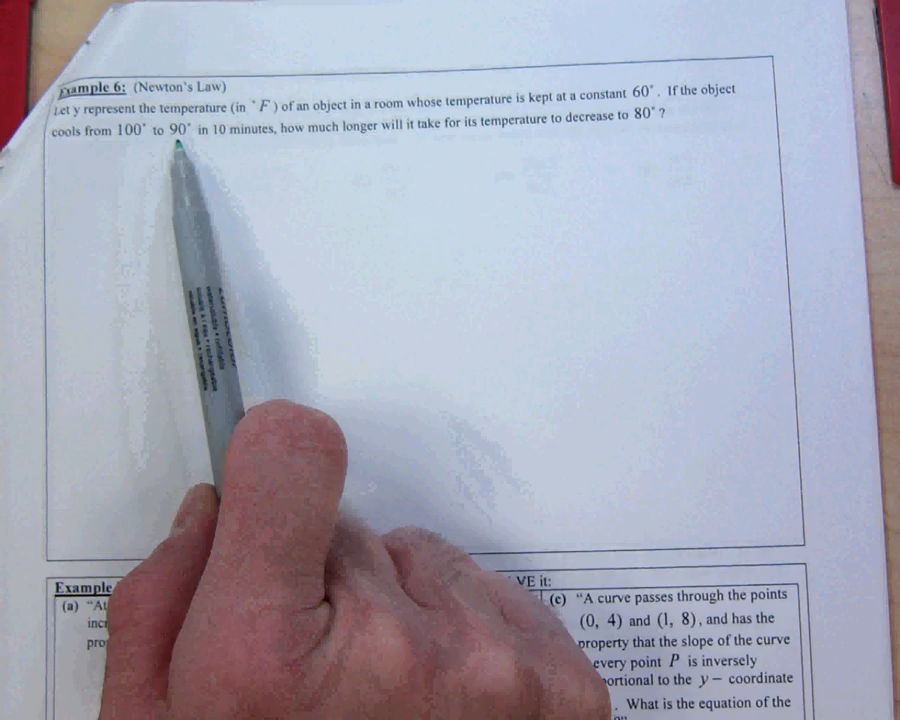 Example 6: (Newton's Law)
Let y represent the temperature (in °F) of an object in a room whose temperature is kept at a constant 60°. If the object
cools from 100° to 90° in 10 minutes, how much longer will it take for its temperature to decrease to 80°?
Example
VE it:
(a)
(c) "A curve passes through the points
(0, 4) and (1, 8), and has the
property that the slope of the curve
every point P is inversely
portional to the y− coordinate
. What is the equation of the